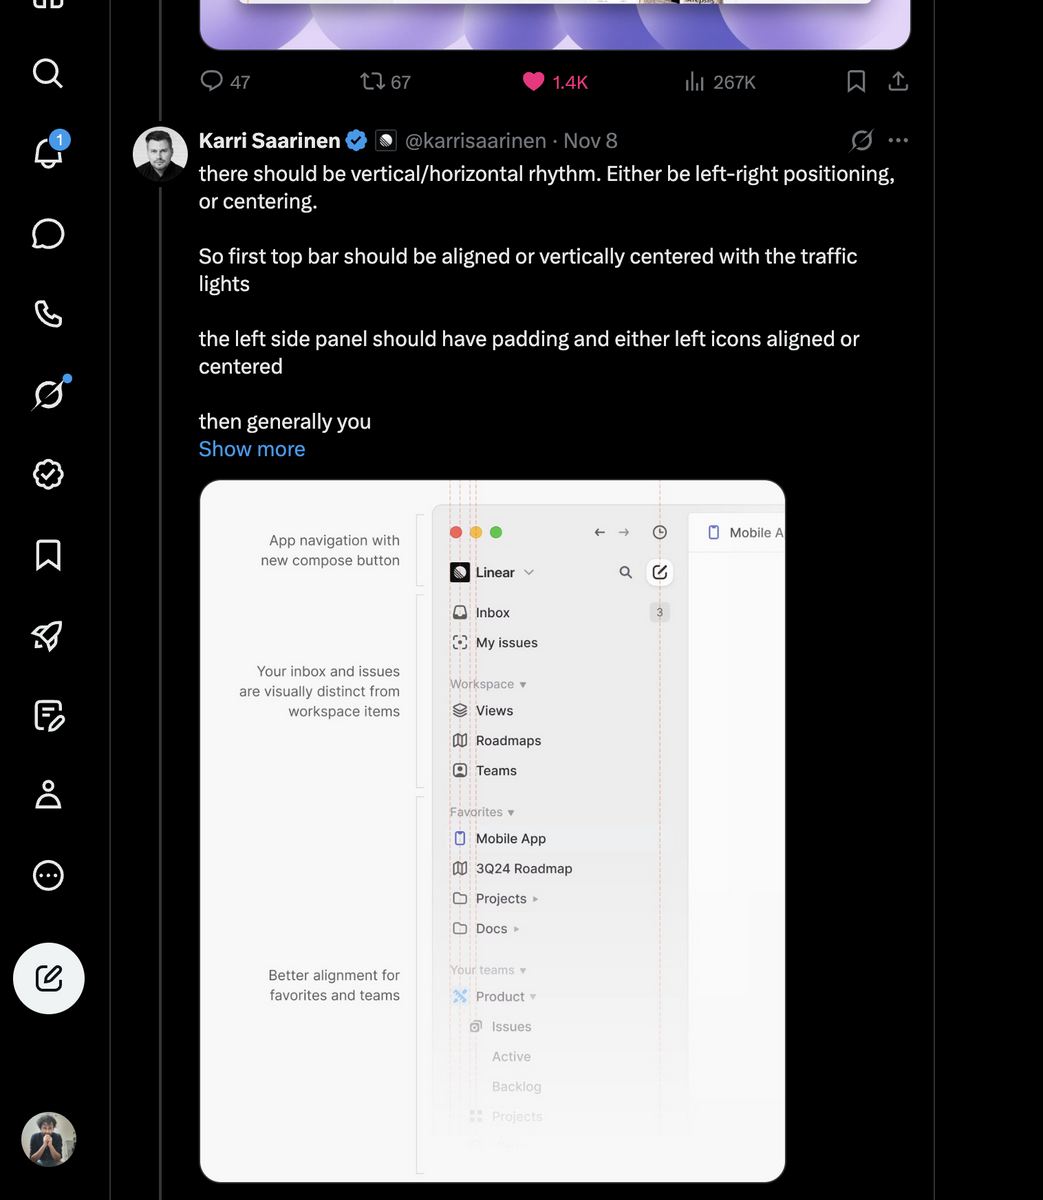 47 67 1.4K 267K
1
Karri Saarinen @karrisaarinen · Nov 8
there should be vertical/horizontal rhythm. Either be left-right positioning,
or centering.
So first top bar should be aligned or vertically centered with the traffic
lights
the left side panel should have padding and either left icons aligned or
centered
then generally you
Show more
App navigation with
new compose button
Mobile A
Linear
Inbox 3
My issues
Your inbox and issues
are visually distinct from
workspace items
Workspace
Views
Roadmaps
Teams
Favorites
Mobile App
3Q24 Roadmap
Projects
Docs
Better alignment for
favorites and teams
Your teams
Product
Issues
Active
Backlog
Projects